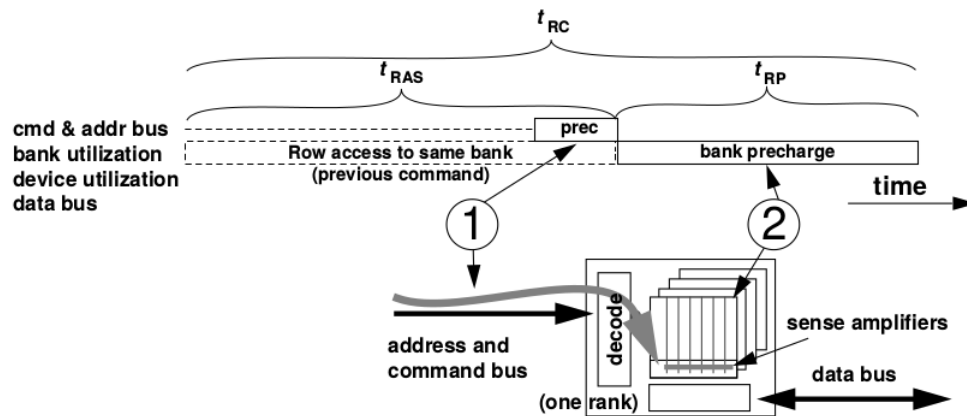 t RC
t RAS
t RP
cmd & addr bus
prec
bank utilization
Row access to same bank
bank precharge
device utilization
(previous command)
data bus
time
1
2
decode
sense amplifiers
address and
command bus
data bus
(one rank)